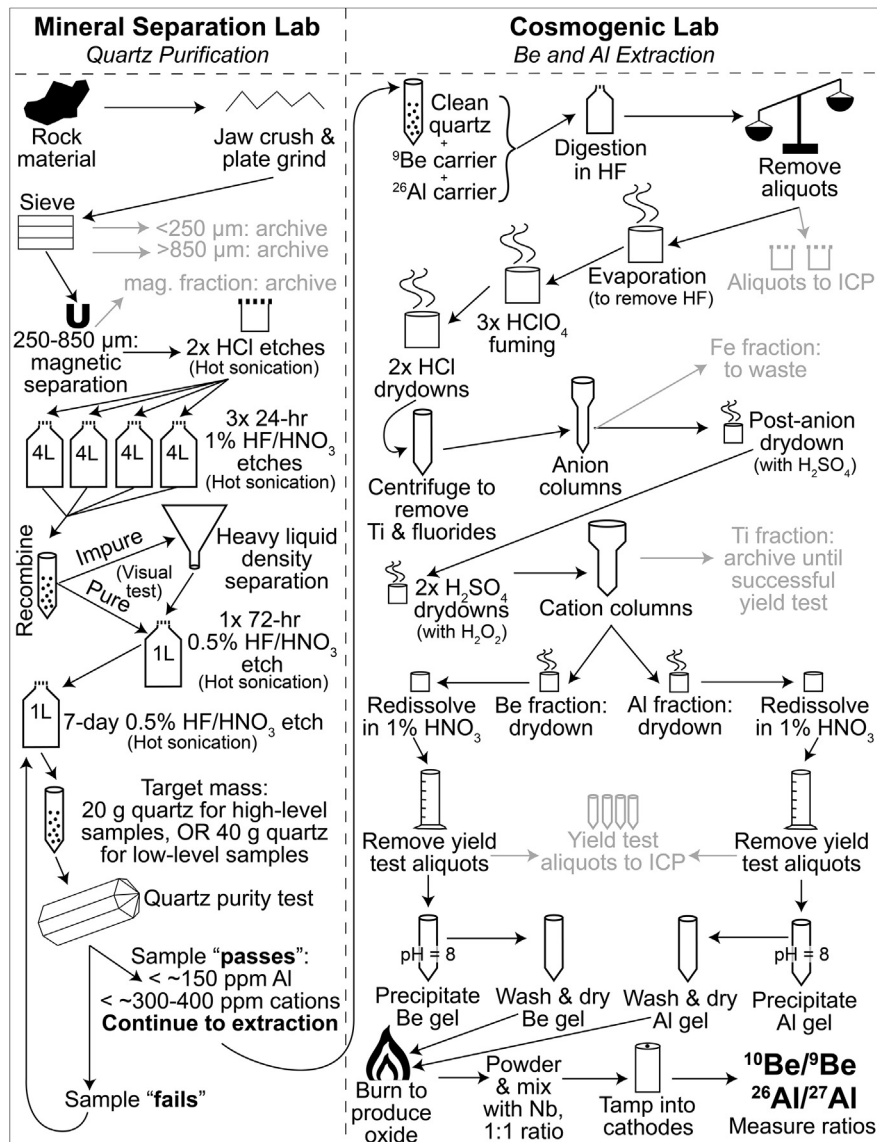 Mineral Separation Lab
Quartz Purification
Rock
material
Jaw crush &
plate grind
Sieve
<250 µm: archive
>850 µm: archive
mag. fraction: archive
250-850 µm:
magnetic
separation
2x HCl etches
(Hot sonication)
4L
4L
4L
4L
3x 24-hr
1% HF/HNO₃
etches
(Hot sonication)
Recombine
Impure
(Visual
test)
Pure
Heavy liquid
density
separation
1L
1x 72-hr
0.5% HF/HNO₃
etch
(Hot sonication)
1L
7-day 0.5% HF/HNO₃ etch
(Hot sonication)
Target mass:
20 g quartz for high-level
samples, OR 40 g quartz
for low-level samples
Quartz purity test
Sample “passes”:
< ~150 ppm Al
< ~300-400 ppm cations
Continue to extraction
Sample “fails”
Cosmogenic Lab
Be and Al Extraction
Clean
quartz
+
⁹Be carrier
+
²⁶Al carrier
Digestion
in HF
Remove
aliquots
Aliquots to ICP
Evaporation
(to remove HF)
3x HClO₄
fuming
2x HCl
drydowns
Centrifuge to
remove
Ti & fluorides
Anion
columns
Fe fraction:
to waste
Post-anion
drydown
(with H₂SO₄)
2x H₂SO₄
drydowns
(with H₂O₂)
Cation columns
Ti fraction:
archive until
successful
yield test
Redissolve
in 1% HNO₃
Be fraction:
drydown
Al fraction:
drydown
Redissolve
in 1% HNO₃
Remove yield
test aliquots
Yield test
aliquots to ICP
Remove yield
test aliquots
pH = 8
Precipitate
Be gel
Wash & dry
Be gel
Wash & dry
Al gel
pH = 8
Precipitate
Al gel
Burn to
produce
oxide
Powder
& mix
with Nb,
1:1 ratio
Tamp into
cathodes
¹⁰Be/⁹Be
²⁶Al/²⁷Al
Measure ratios